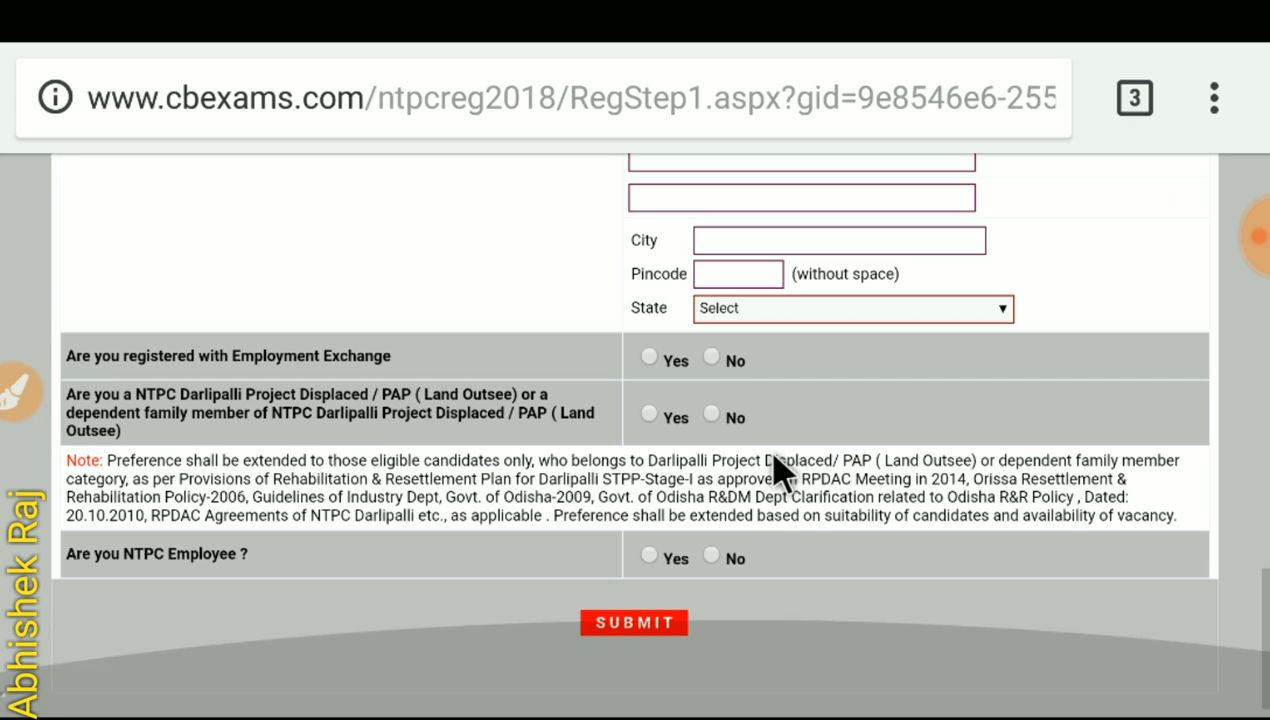 www.cbexams.com/ntpcreg2018/RegStep1.aspx?gid=9e8546e6-255
3
City
Pincode (without space)
State Select
Are you registered with Employment Exchange Yes No
Are you a NTPC Darlipalli Project Displaced / PAP ( Land Outsee) or a
dependent family member of NTPC Darlipalli Project Displaced / PAP ( Land Yes No
Outsee)
Note: Preference shall be extended to those eligible candidates only, who belongs to Darlipalli Project Displaced/ PAP ( Land Outsee) or dependent family member
category, as per Provisions of Rehabilitation & Resettlement Plan for Darlipalli STPP-Stage-I as approved in RPDAC Meeting in 2014, Orissa Resettlement &
Rehabilitation Policy-2006, Guidelines of Industry Dept, Govt. of Odisha-2009, Govt. of Odisha R&DM Dept Clarification related to Odisha R&R Policy , Dated:
20.10.2010, RPDAC Agreements of NTPC Darlipalli etc., as applicable . Preference shall be extended based on suitability of candidates and availability of vacancy.
Are you NTPC Employee ? Yes No
SUBMIT
Abhishek Raj